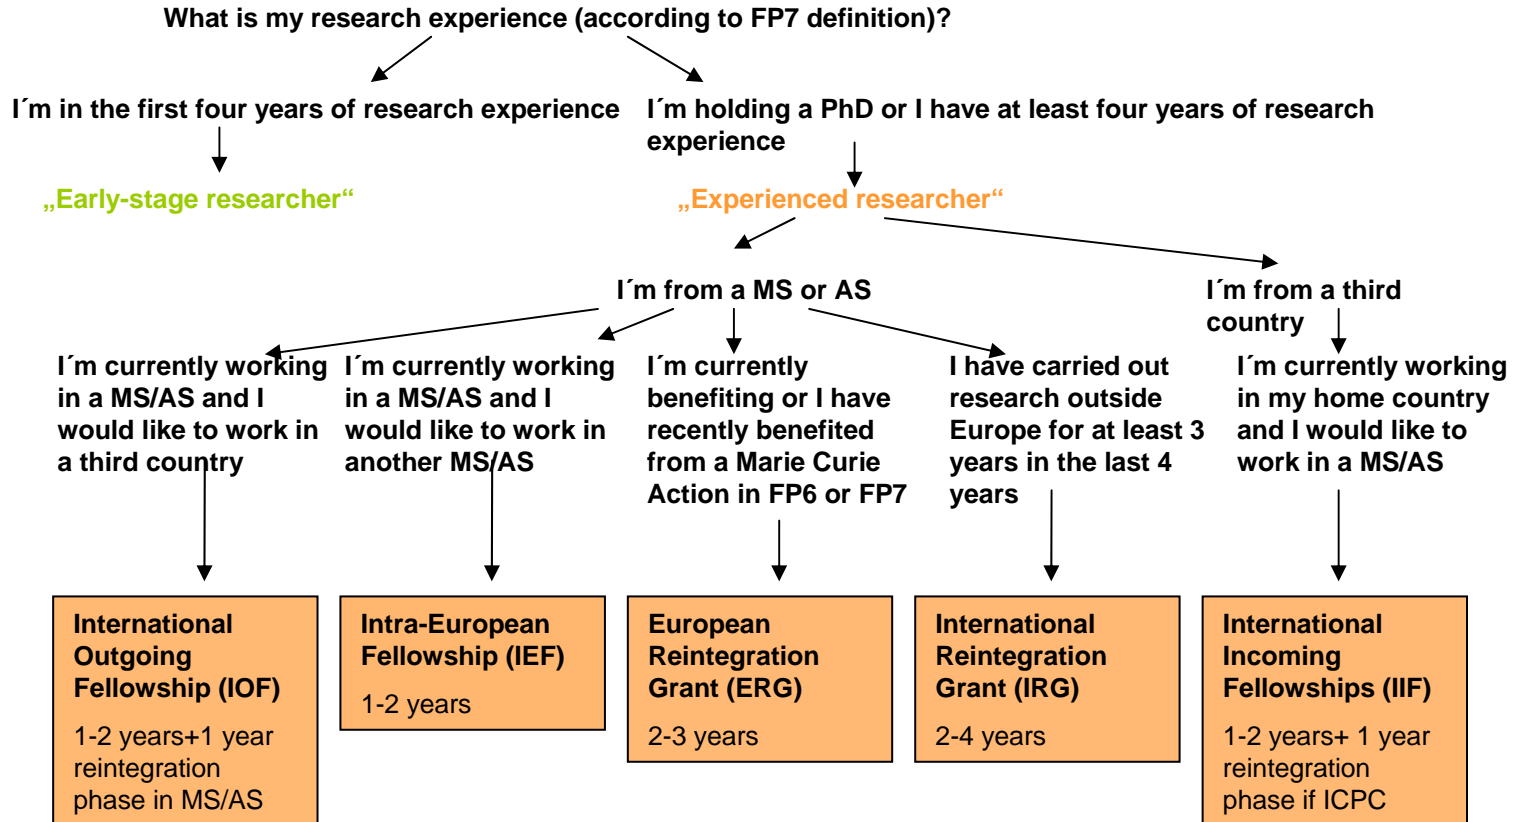 What is my research experience (according to FP7 definition)?
I´m in the first four years of research experience
I´m holding a PhD or I have at least four years of research
experience
„Early-stage researcher“
„Experienced researcher“
I´m from a MS or AS
I´m from a third
country
I´m currently working
in a MS/AS and I
would like to work in
a third country
I´m currently working
in a MS/AS and I
would like to work in
another MS/AS
I´m currently
benefiting or I have
recently benefited
from a Marie Curie
Action in FP6 or FP7
I have carried out
research outside
Europe for at least 3
years in the last 4
years
I´m currently working
in my home country
and I would like to
work in a MS/AS
International
Outgoing
Fellowship (IOF)
1-2 years+1 year
reintegration
phase in MS/AS
Intra-European
Fellowship (IEF)
1-2 years
European
Reintegration
Grant (ERG)
2-3 years
International
Reintegration
Grant (IRG)
2-4 years
International
Incoming
Fellowships (IIF)
1-2 years+ 1 year
reintegration
phase if ICPC